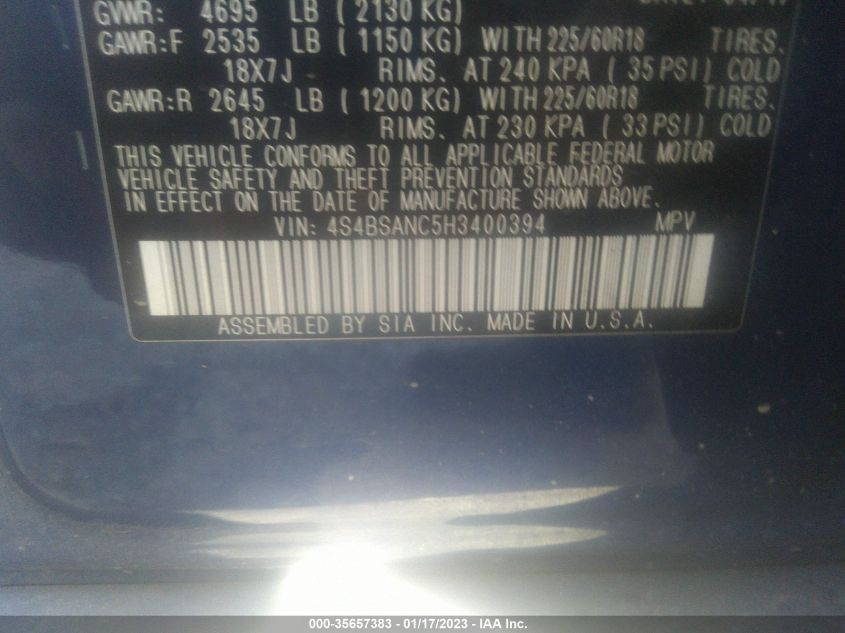 GVWR: 4695 LB (2130 KG)
GAWR:F 2535 LB ( 1150 KG) WITH 225/60R18 TIRES.
18X7J RIMS. AT 240 KPA ( 35 PSI) COLD
GAWR:R 2645 LB ( 1200 KG) WITH 225/60R18 TIRES.
18X7J RIMS. AT 230 KPA ( 33 PSI) COLD
THIS VEHICLE CONFORMS TO ALL APPLICABLE FEDERAL MOTOR
VEHICLE SAFETY AND THEFT PREVENTION STANDARDS
IN EFFECT ON THE DATE OF MANUFACTURE SHOWN ABOVE.
VIN: 4S4BSANC5H3400394 MPV
ASSEMBLED BY SIA INC. MADE IN U.S.A.
000-35657383 - 01/17/2023 - IAA Inc.